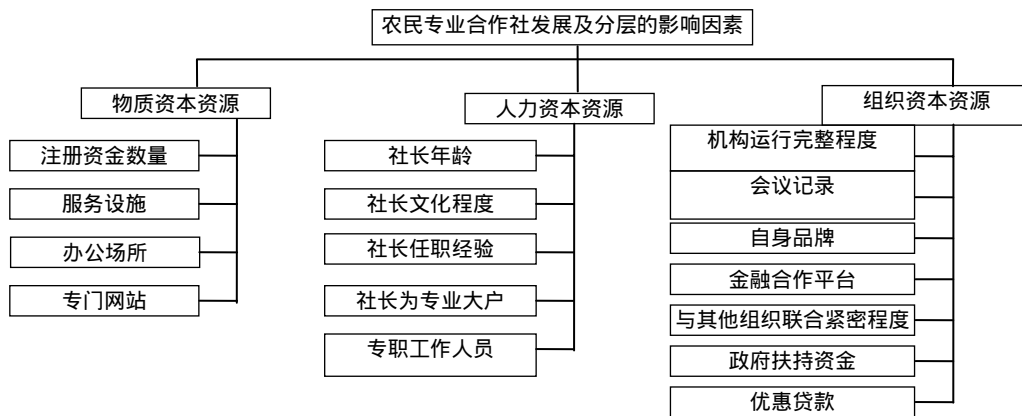 农民专业合作社发展及分层的影响因素
物质资本资源
注册资金数量
服务设施
办公场所
专门网站
人力资本资源
社长年龄
社长文化程度
社长任职经验
社长为专业大户
专职工作人员
组织资本资源
机构运行完整程度
会议记录
自身品牌
金融合作平台
与其他组织联合紧密程度
政府扶持资金
优惠贷款